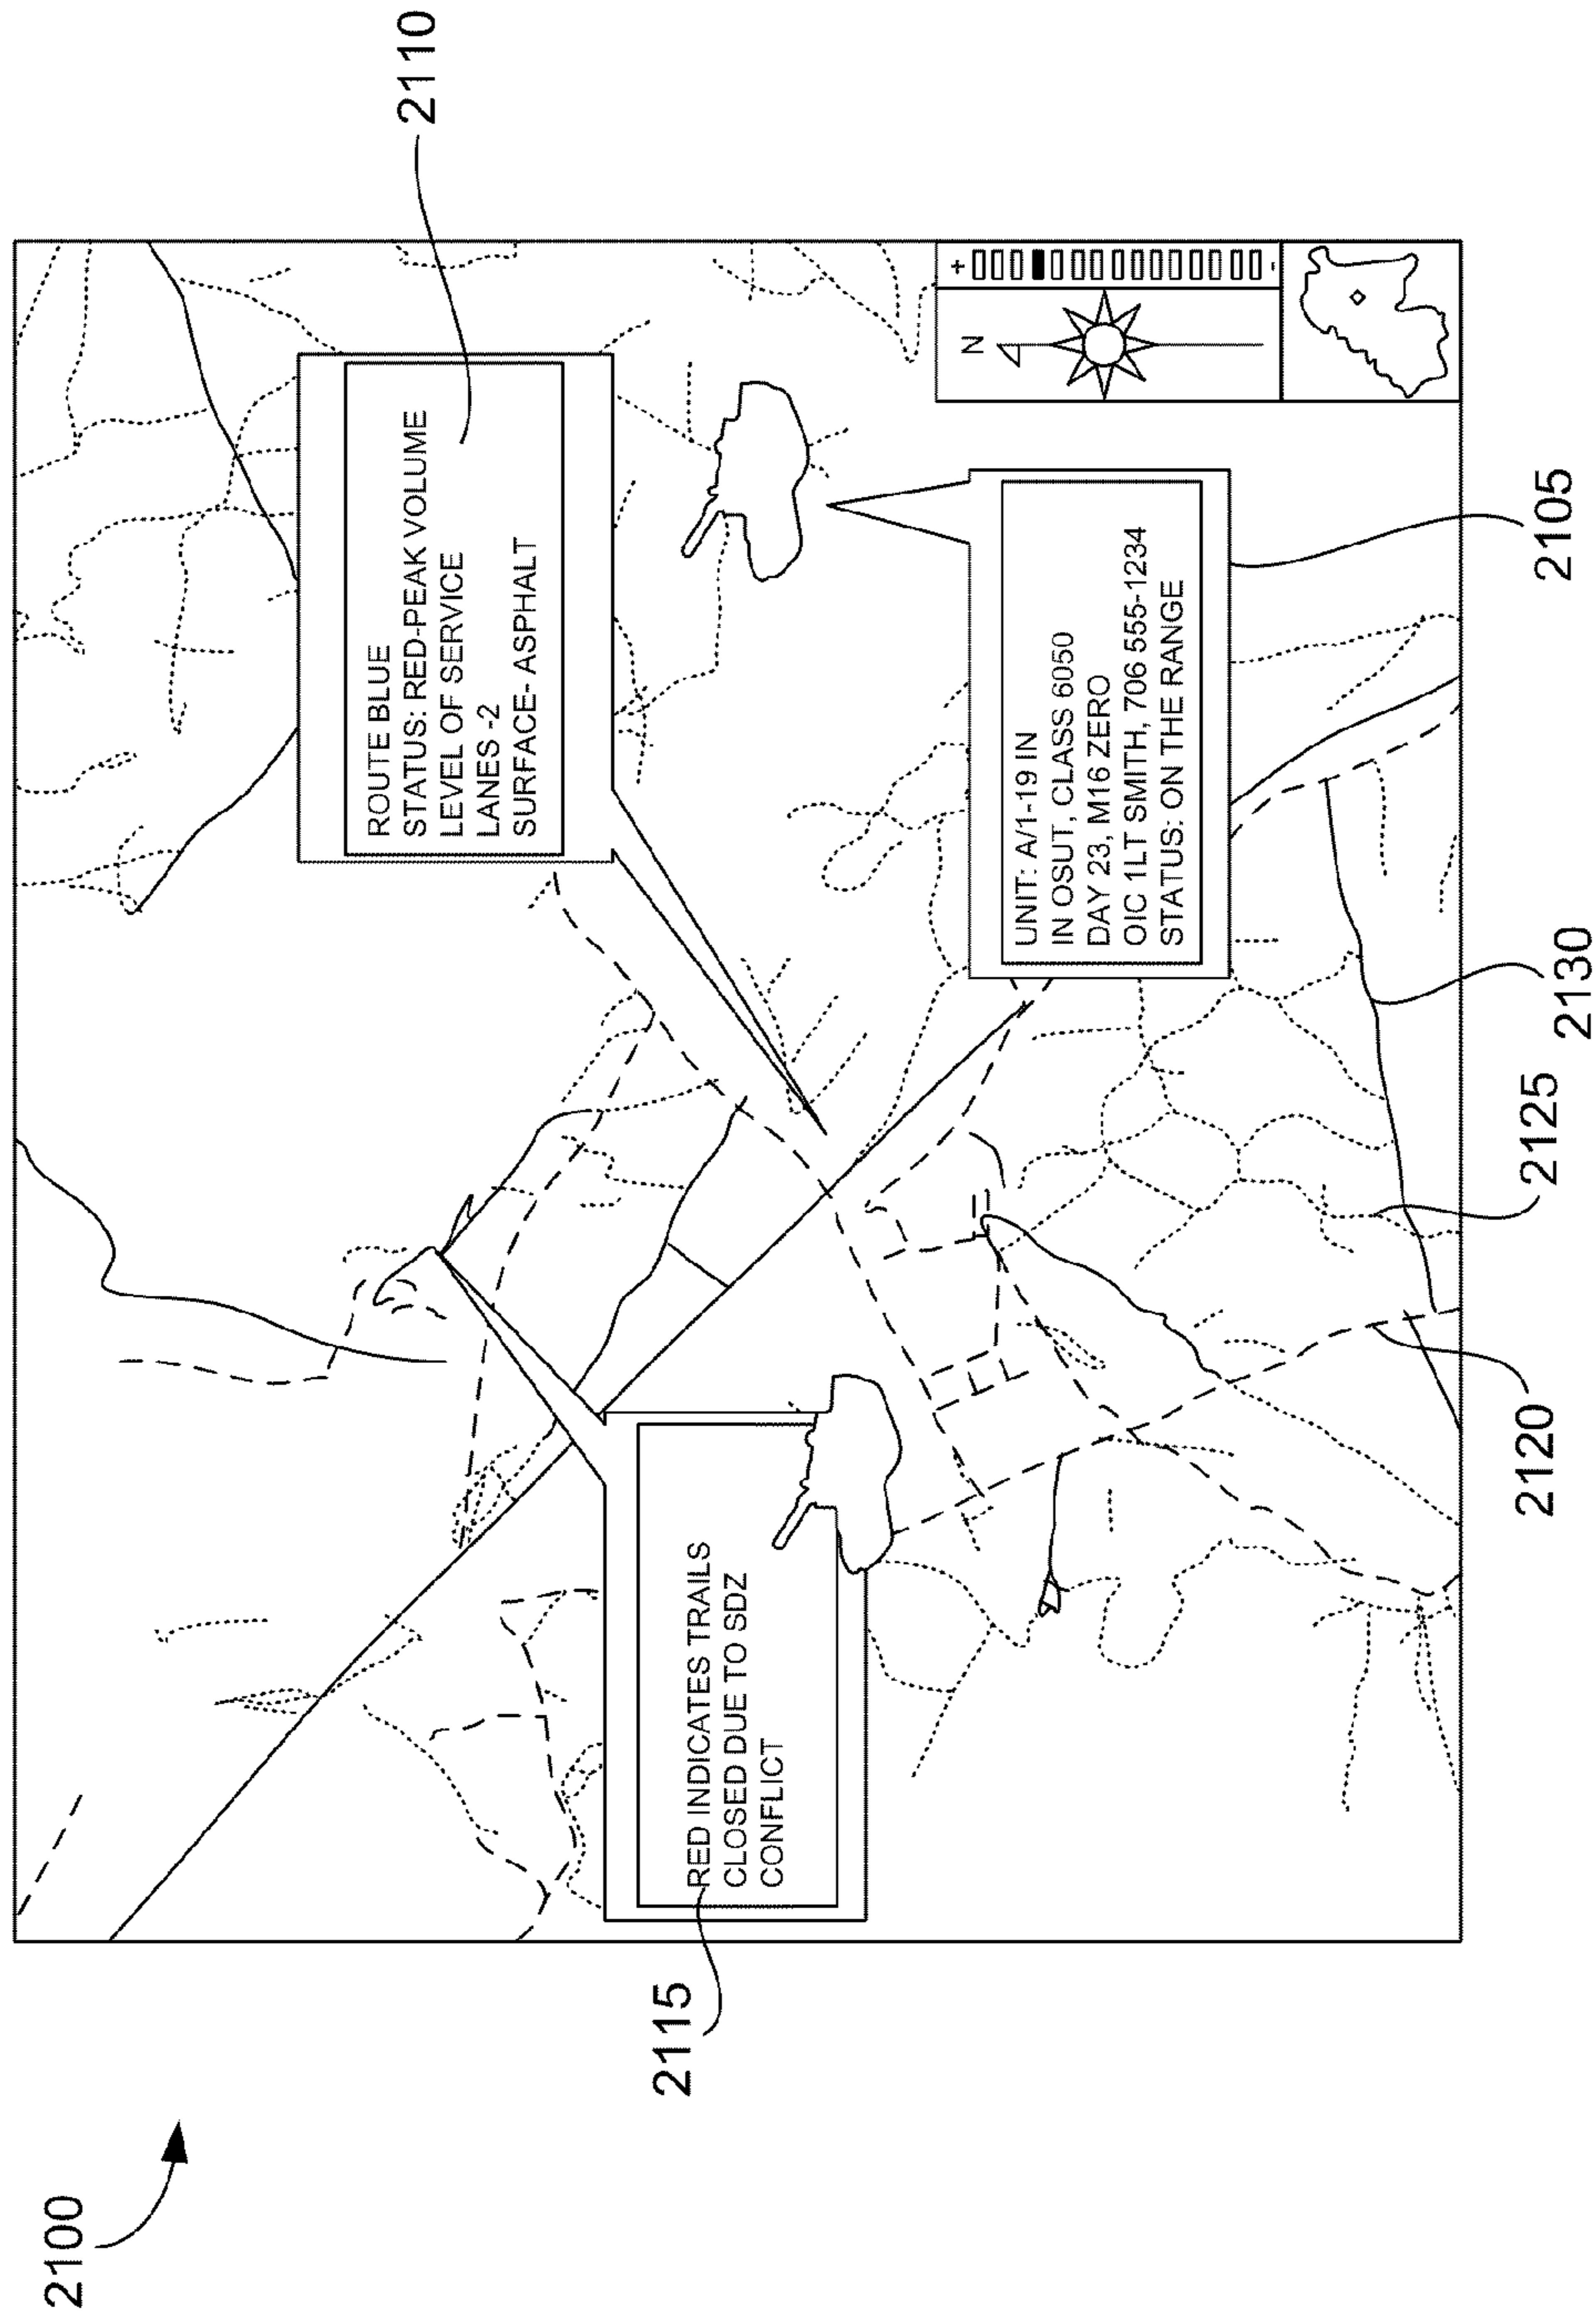 2100
2110
ROUTE BLUE
STATUS: RED-PEAK VOLUME
LEVEL OF SERVICE
LANES -2
SURFACE- ASPHALT
2115
RED INDICATES TRAILS
CLOSED DUE TO SDZ
CONFLICT
UNIT: A/1-19 IN
IN OSUT, CLASS 6050
DAY 23, M16 ZERO
OIC 1LT SMITH, 706 555-1234
STATUS: ON THE RANGE
N
+
-
2120
2125
2130
2105